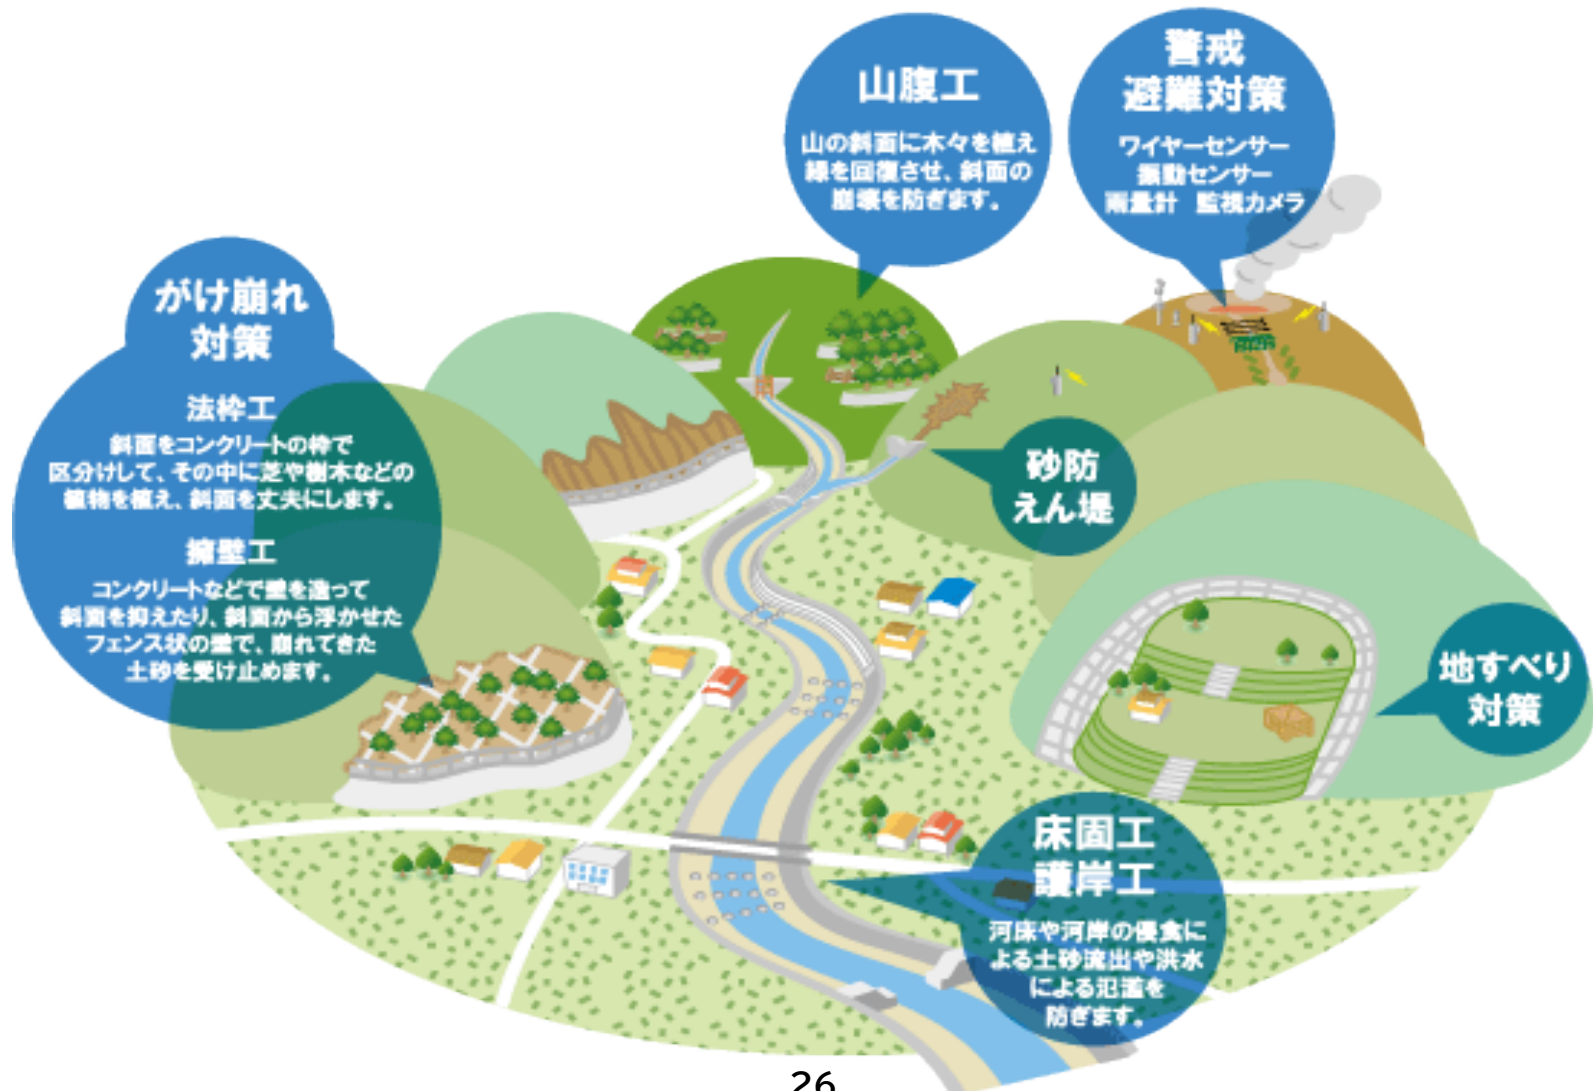 山腹工
山の斜面に木々を植え
緑を回復させ、斜面の
崩壊を防ぎます。
警戒
避難対策
ワイヤーセンサー
振動センサー
雨量計 監視カメラ
がけ崩れ
対策
法枠工
斜面をコンクリートの枠で
区分けして、その中に芝や樹木などの
植物を植え、斜面を丈夫にします。
擁壁工
コンクリートなどで壁を造って
斜面を抑えたり、斜面から浮かせた
フェンス状の壁で、崩れてきた
土砂を受け止めます。
砂防
えん堤
地すべり
対策
床固工
護岸工
河床や河岸の侵食に
よる土砂流出や洪水
による氾濫を
防ぎます。
26